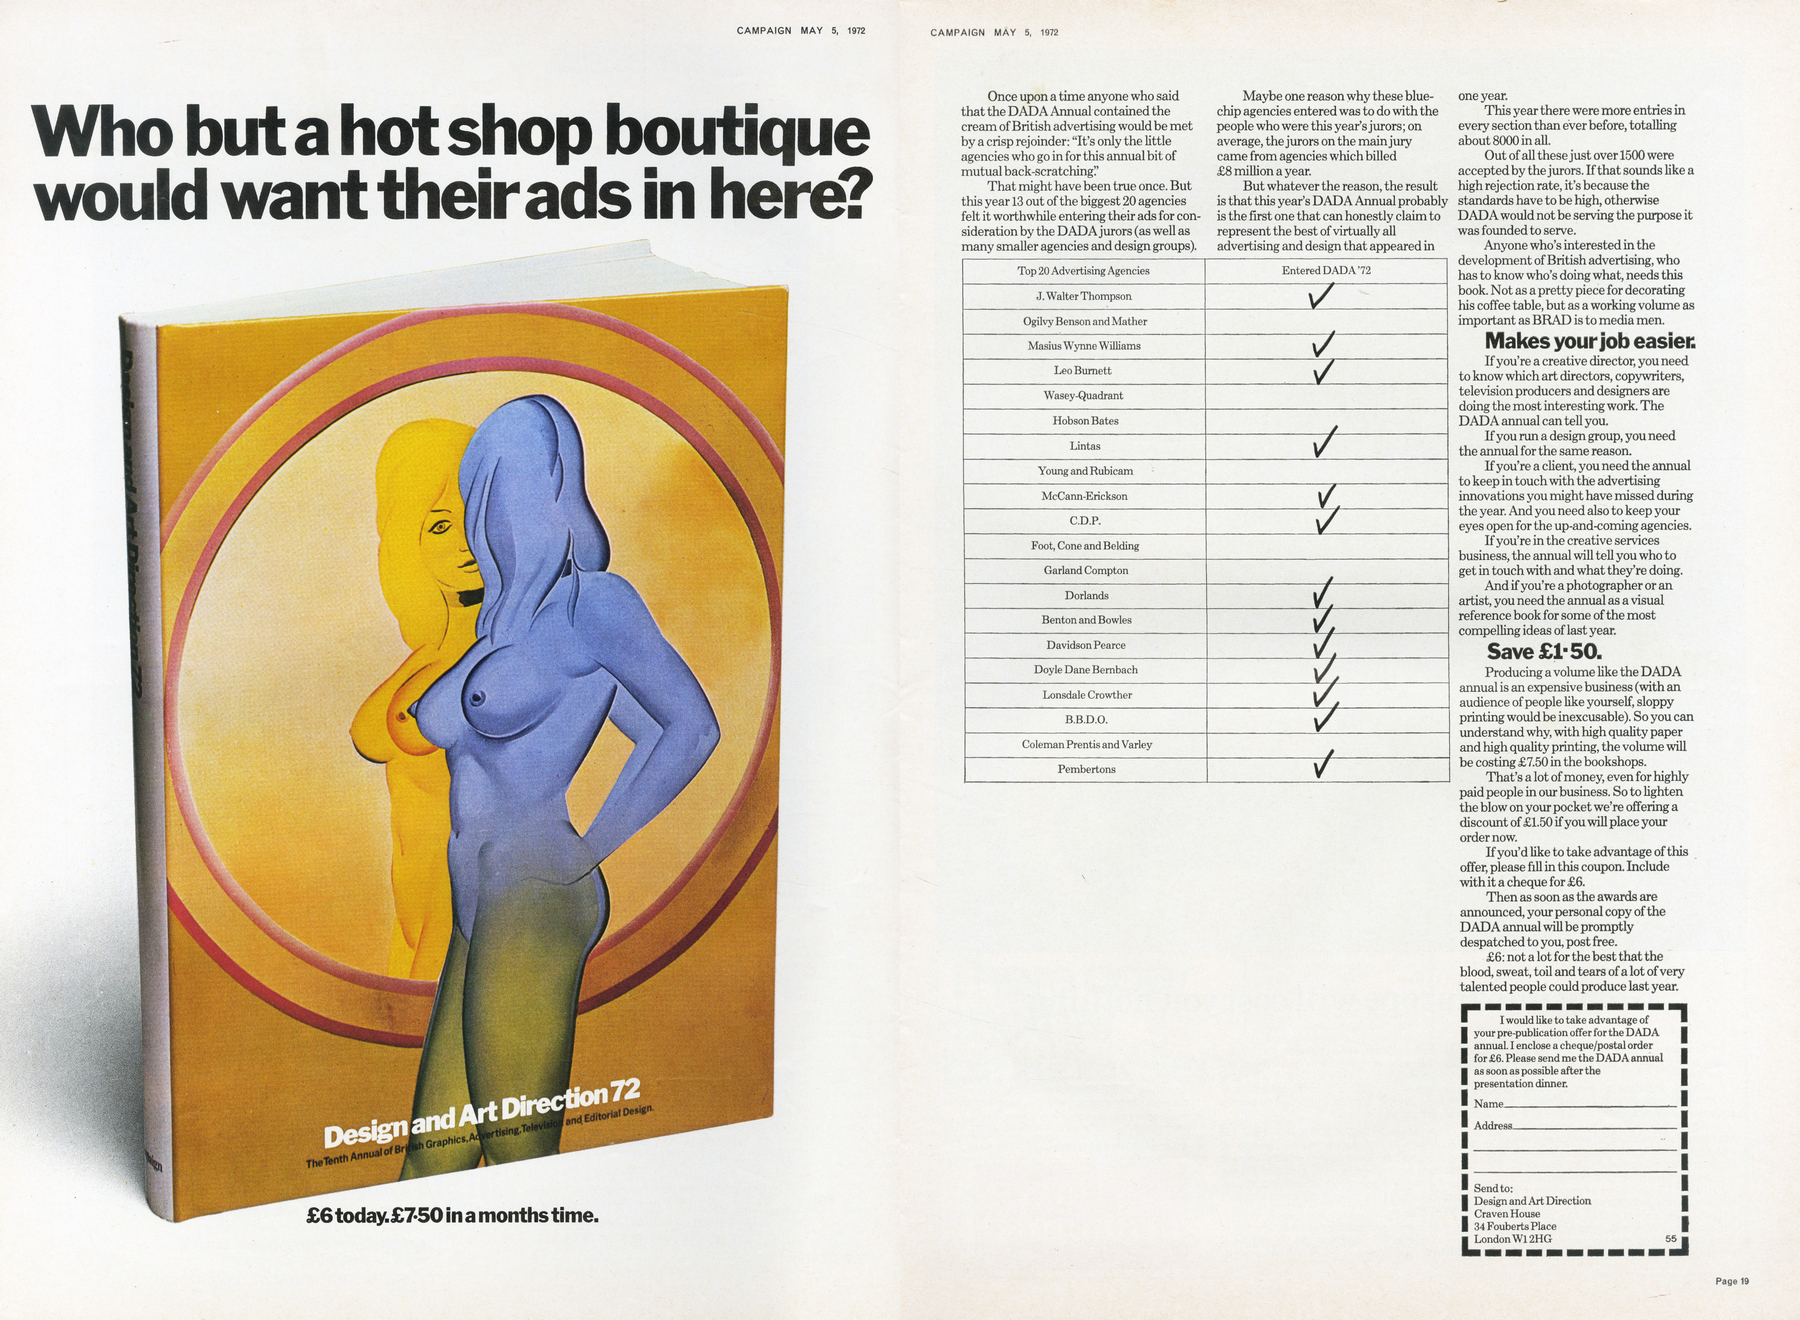 CAMPAIGN MAY 5, 1972
Who but a hot shop boutique
would want their ads in here?
Design and Art Direction 72
Design and Art Direction 72
The Tenth Annual of British Graphics, Advertising, Television and Editorial Design.
£6 today. £7·50 in a months time.
CAMPAIGN MAY 5, 1972
Once upon a time anyone who said
that the DADA Annual contained the
cream of British advertising would be met
by a crisp rejoinder: “It’s only the little
agencies who go in for this annual bit of
mutual back-scratching.”
That might have been true once. But
this year 13 out of the biggest 20 agencies
felt it worthwhile entering their ads for con-
sideration by the DADA jurors (as well as
many smaller agencies and design groups).
Maybe one reason why these blue-
chip agencies entered was to do with the
people who were this year’s jurors; on
average, the jurors on the main jury
came from agencies which billed
£8 million a year.
But whatever the reason, the result
is that this year’s DADA Annual probably
is the first one that can honestly claim to
represent the best of virtually all
advertising and design that appeared in
Top 20 Advertising Agencies Entered DADA ’72
J. Walter Thompson ✓
Ogilvy Benson and Mather
Masius Wynne Williams ✓
Leo Burnett ✓
Wasey-Quadrant
Hobson Bates
Lintas ✓
Young and Rubicam
McCann-Erickson ✓
C.D.P. ✓
Foot, Cone and Belding
Garland Compton
Dorlands ✓
Benton and Bowles ✓
Davidson Pearce ✓
Doyle Dane Bernbach ✓
Lonsdale Crowther ✓
B.B.D.O. ✓
Coleman Prentis and Varley
Pembertons ✓
one year.
This year there were more entries in
every section than ever before, totalling
about 8000 in all.
Out of all these just over 1500 were
accepted by the jurors. If that sounds like a
high rejection rate, it’s because the
standards have to be high, otherwise
DADA would not be serving the purpose it
was founded to serve.
Anyone who’s interested in the
development of British advertising, who
has to know who’s doing what, needs this
book. Not as a pretty piece for decorating
his coffee table, but as a working volume as
important as BRAD is to media men.
Makes your job easier.
If you’re a creative director, you need
to know which art directors, copywriters,
television producers and designers are
doing the most interesting work. The
DADA annual can tell you.
If you run a design group, you need
the annual for the same reason.
If you’re a client, you need the annual
to keep in touch with the advertising
innovations you might have missed during
the year. And you need also to keep your
eyes open for the up-and-coming agencies.
If you’re in the creative services
business, the annual will tell you who to
get in touch with and what they’re doing.
And if you’re a photographer or an
artist, you need the annual as a visual
reference book for some of the most
compelling ideas of last year.
Save £1·50.
Producing a volume like the DADA
annual is an expensive business (with an
audience of people like yourself, sloppy
printing would be inexcusable). So you can
understand why, with high quality paper
and high quality printing, the volume will
be costing £7.50 in the bookshops.
That’s a lot of money, even for highly
paid people in our business. So to lighten
the blow on your pocket we’re offering a
discount of £1.50 if you will place your
order now.
If you’d like to take advantage of this
offer, please fill in this coupon. Include
with it a cheque for £6.
Then as soon as the awards are
announced, your personal copy of the
DADA annual will be promptly
despatched to you, post free.
£6: not a lot for the best that the
blood, sweat, toil and tears of a lot of very
talented people could produce last year.
I would like to take advantage of
your pre-publication offer for the DADA
annual. I enclose a cheque/postal order
for £6. Please send me the DADA annual
as soon as possible after the
presentation dinner.
Name
Address
Send to:
Design and Art Direction
Craven House
34 Fouberts Place
London W1 2HG 55
Page 19